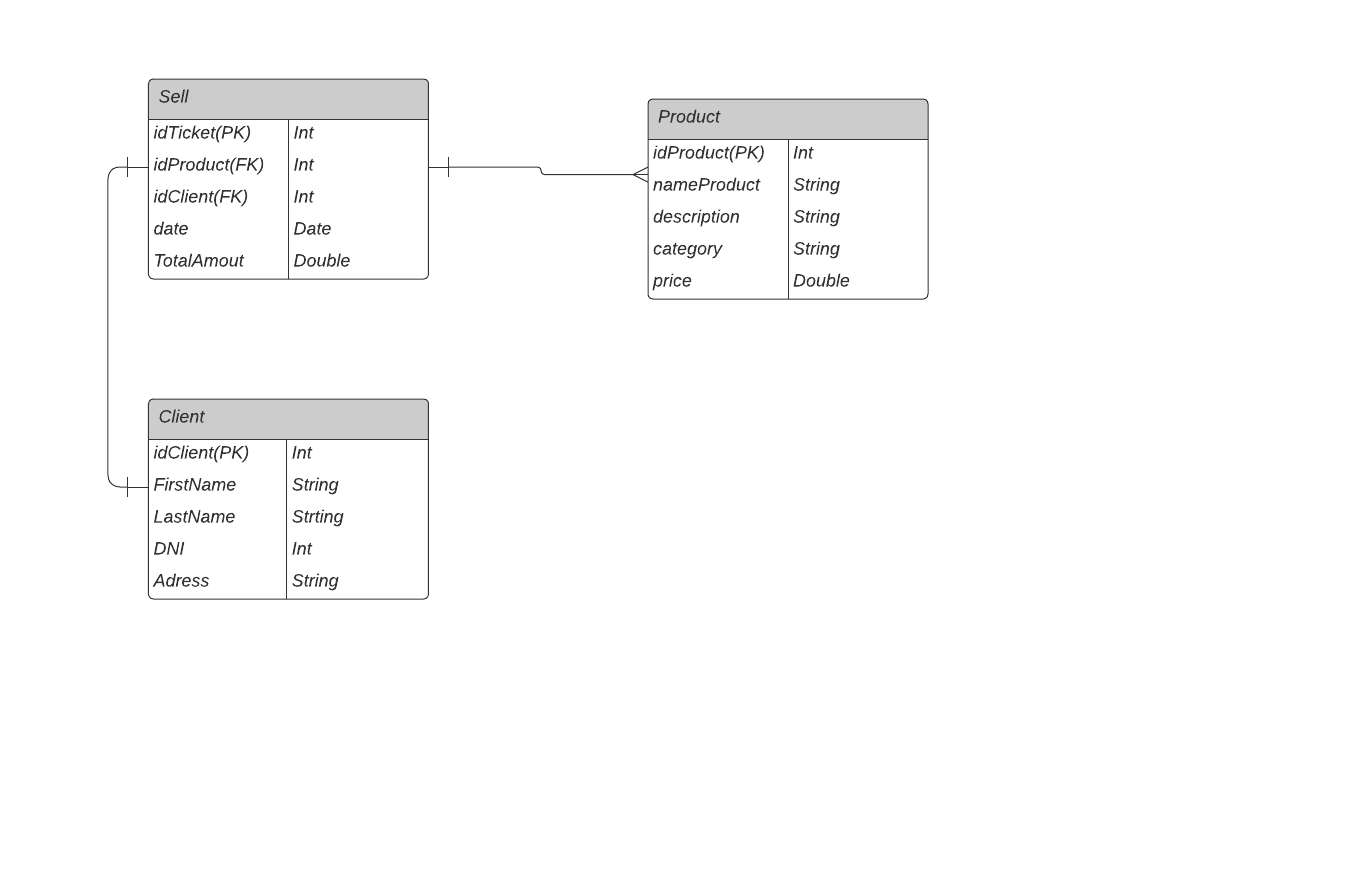 Sell
idTicket(PK) Int
idProduct(FK) Int
idClient(FK) Int
date Date
TotalAmout Double
Product
idProduct(PK) Int
nameProduct String
description String
category String
price Double
Client
idClient(PK) Int
FirstName String
LastName Strting
DNI Int
Adress String